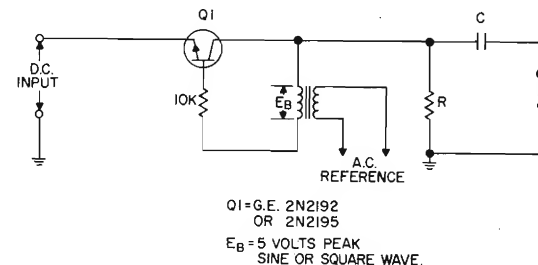 Q1
C
D.C.
INPUT
10K
EB
R
A.C.
REFERENCE
Q1=G.E. 2N2192
OR 2N2195
EB=5 VOLTS PEAK
SINE OR SQUARE WAVE.